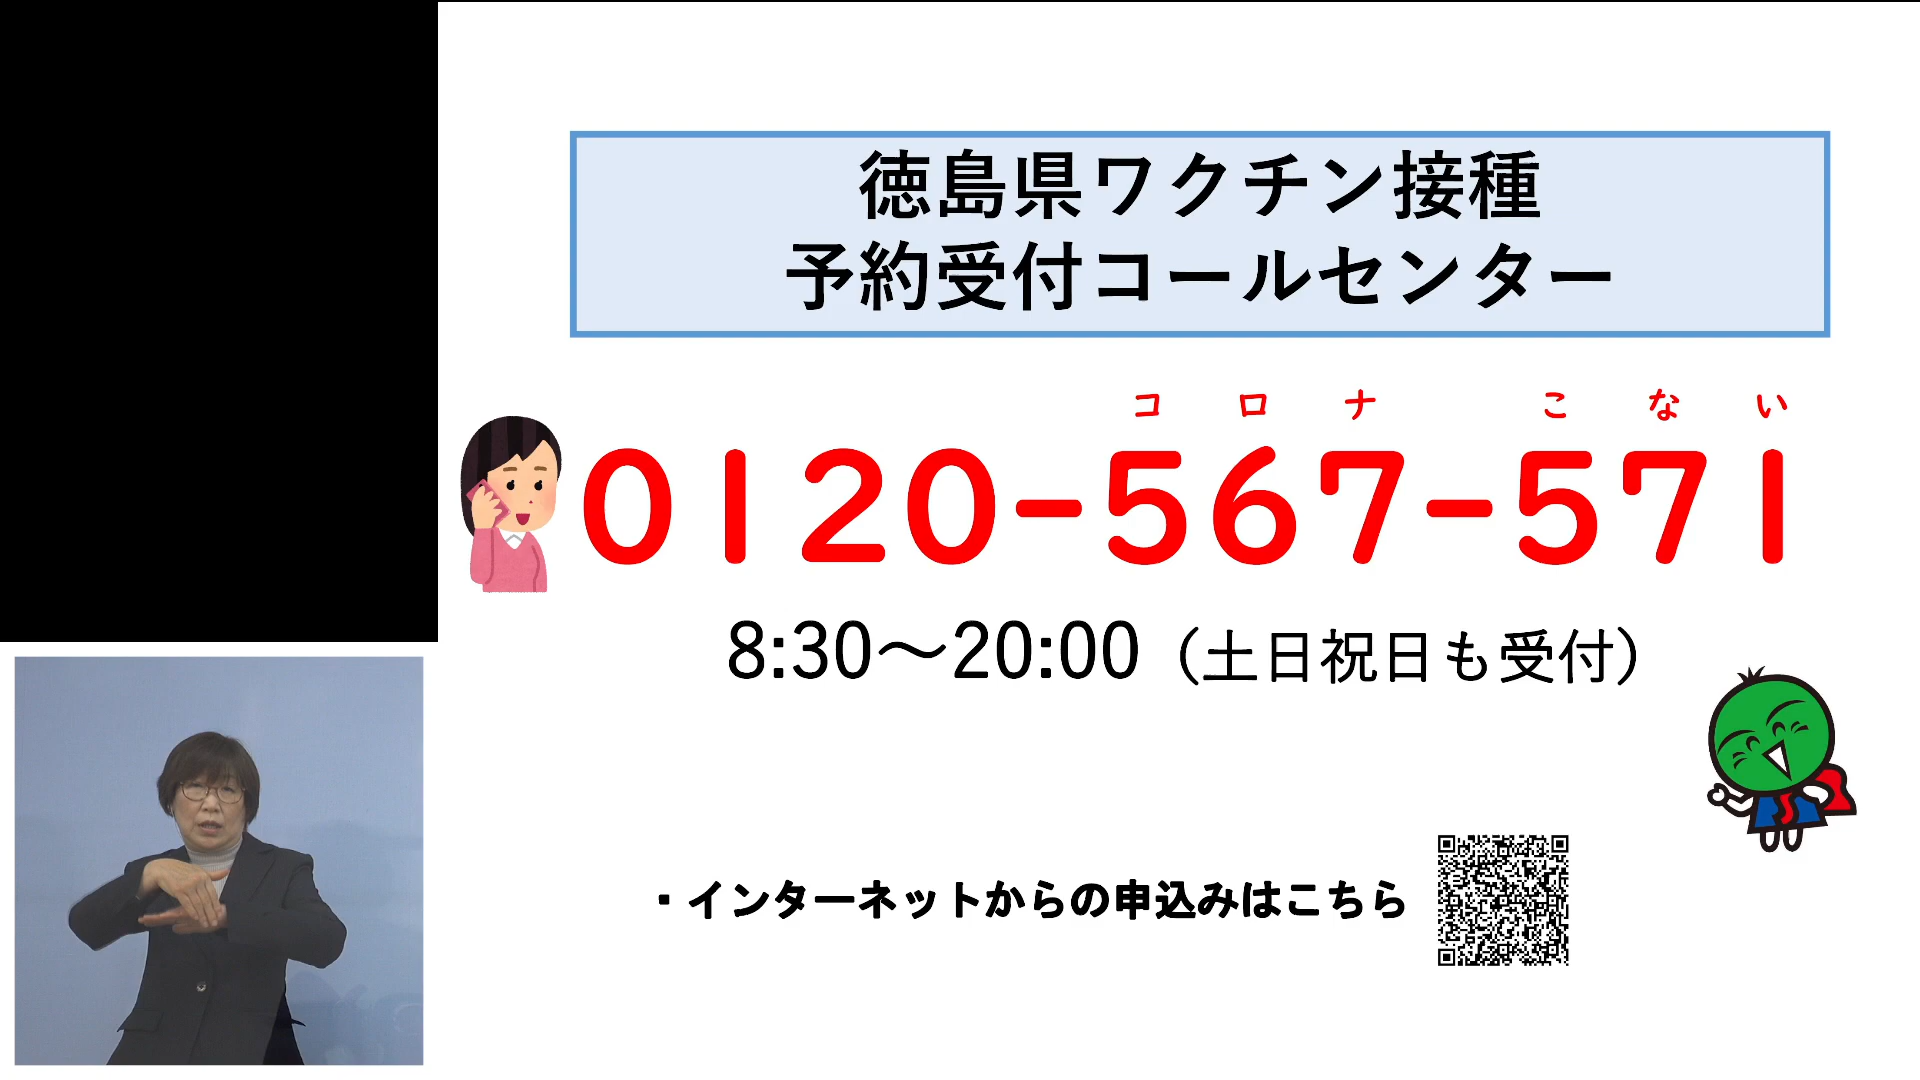 徳島県ワクチン接種
予約受付コールセンター
コロナ こない
0120-567-571
8:30～20:00（土日祝日も受付）
・インターネットからの申込みはこちら